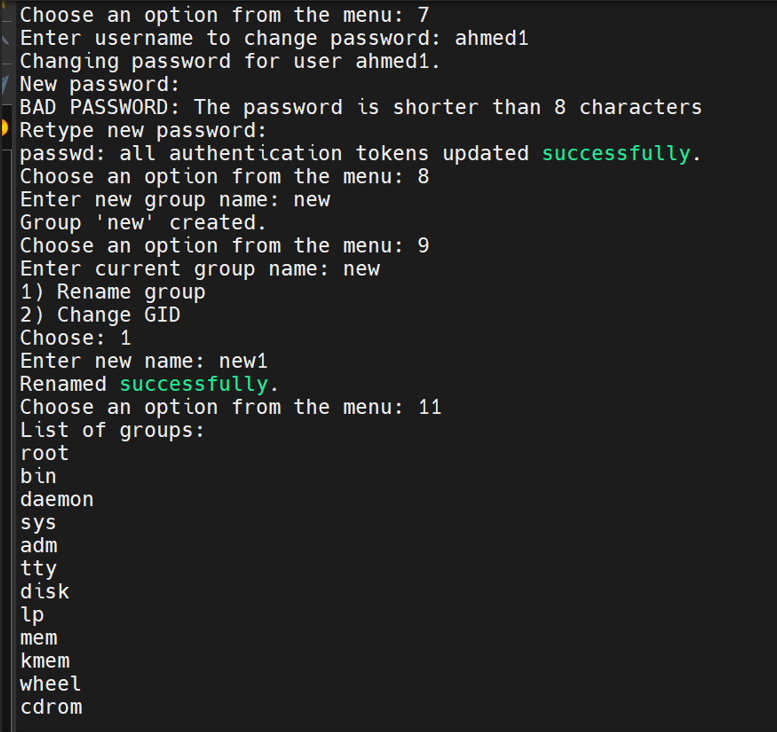 Choose an option from the menu: 7
Enter username to change password: ahmed1
Changing password for user ahmed1.
New password:
BAD PASSWORD: The password is shorter than 8 characters
Retype new password:
passwd: all authentication tokens updated successfully.
Choose an option from the menu: 8
Enter new group name: new
Group 'new' created.
Choose an option from the menu: 9
Enter current group name: new
1) Rename group
2) Change GID
Choose: 1
Enter new name: new1
Renamed successfully.
Choose an option from the menu: 11
List of groups:
root
bin
daemon
sys
adm
tty
disk
lp
mem
kmem
wheel
cdrom